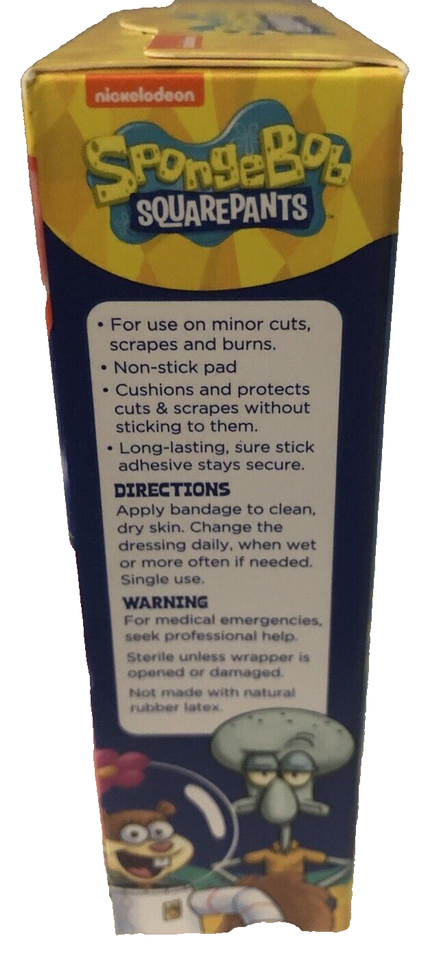 nickelodeon
SPONGEBOB
SQUAREPANTS
• For use on minor cuts,
scrapes and burns.
• Non-stick pad
• Cushions and protects
cuts & scrapes without
sticking to them.
• Long-lasting, sure stick
adhesive stays secure.
DIRECTIONS
Apply bandage to clean,
dry skin. Change the
dressing daily, when wet
or more often if needed.
Single use.
WARNING
For medical emergencies,
seek professional help.
Sterile unless wrapper is
opened or damaged.
Not made with natural
rubber latex.